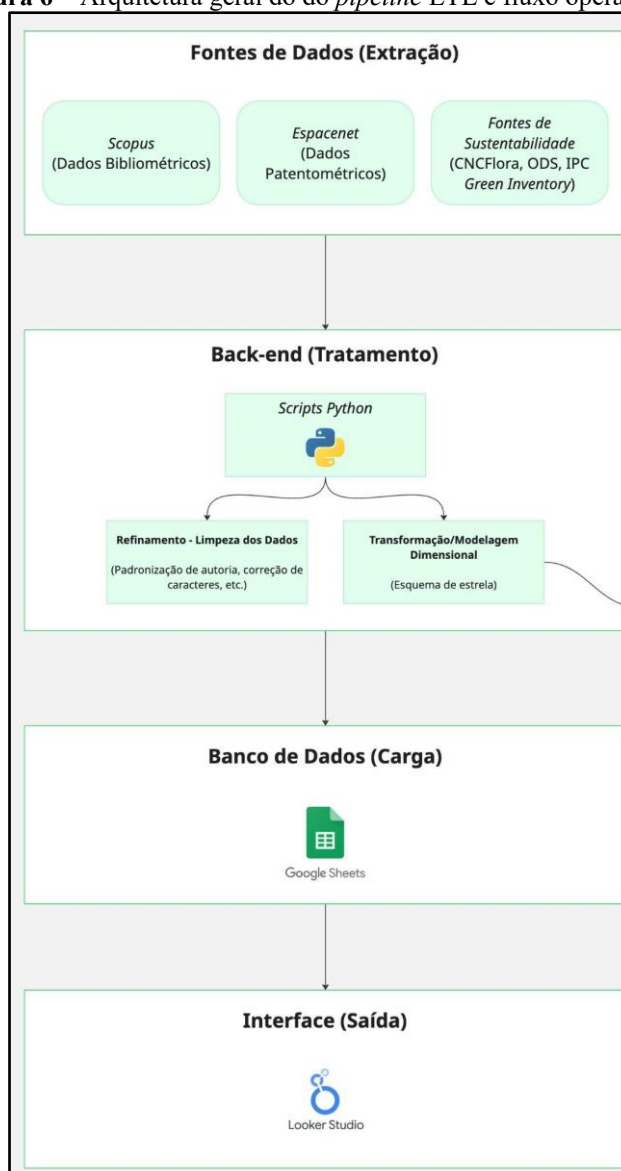 Arquitetura geral do do pipeline ETL e fluxo opera
Fontes de Dados (Extração)
Scopus
(Dados Bibliométricos)
Espacenet
(Dados
Patentométricos)
Fontes de
Sustentabilidade
(CNCFlora, ODS, IPC
Green Inventory)
Back-end (Tratamento)
Scripts Python
Refinamento - Limpeza dos Dados
(Padronização de autoria, correção de
caracteres, etc.)
Transformação/Modelagem
Dimensional
(Esquema de estrela)
Banco de Dados (Carga)
Google Sheets
Interface (Saída)
Looker Studio